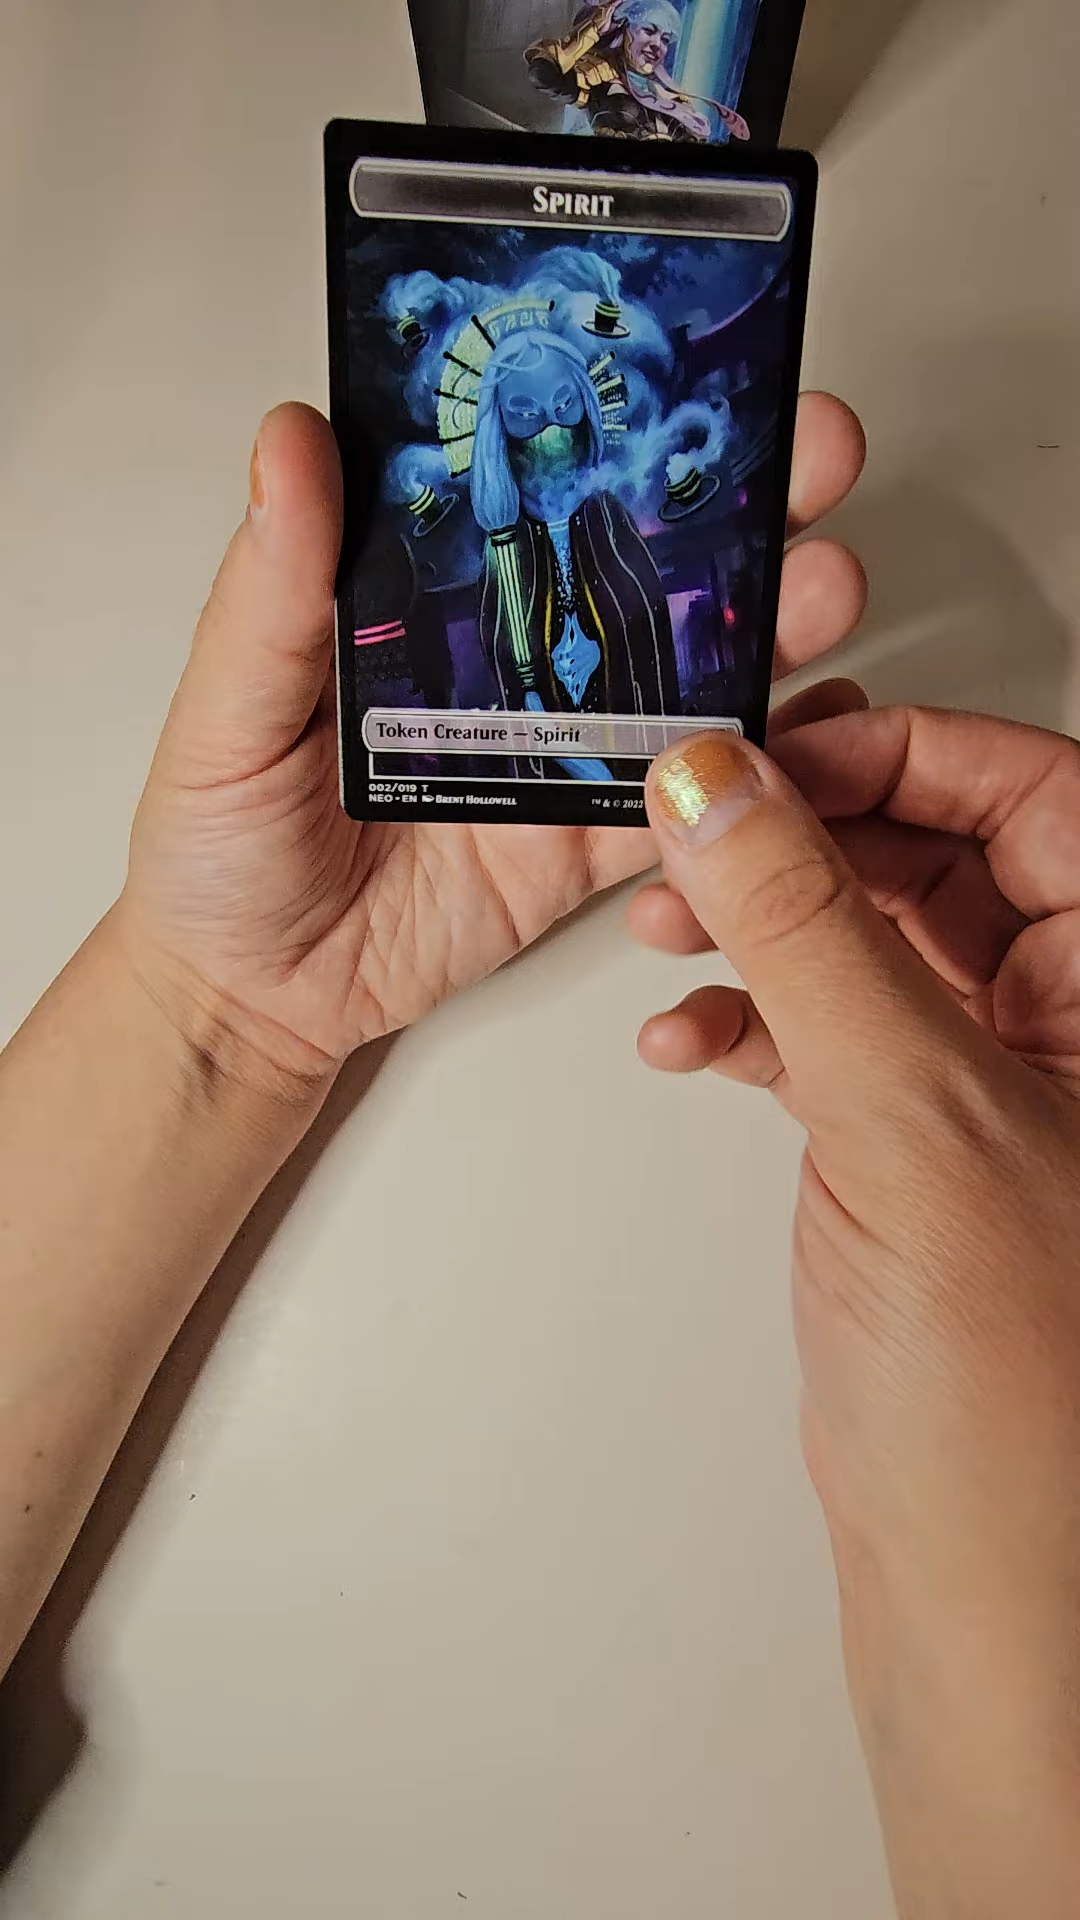 SPIRIT
Token Creature — Spirit
002/019 T
NEO • EN BRENT HOLLOWELL
™ & © 2022